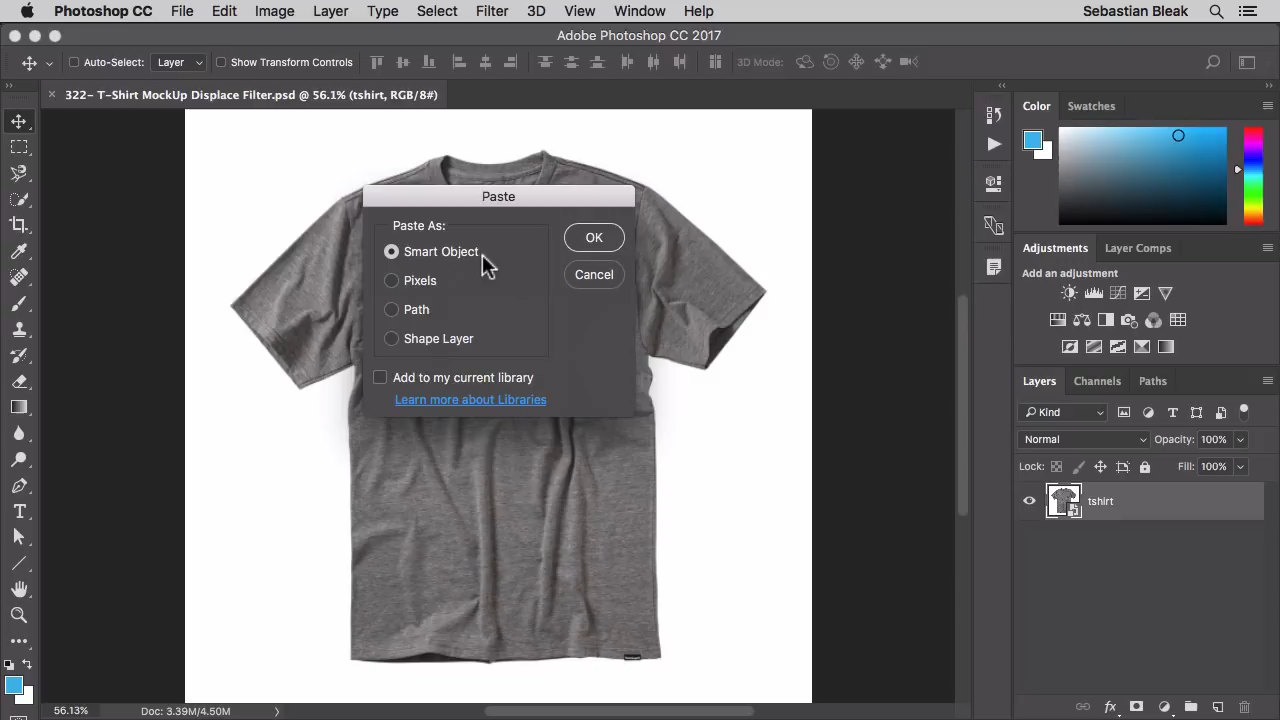 Photoshop CC File Edit Image Layer Type Select Filter 3D View Window Help Sebastian Bleak
Adobe Photoshop CC 2017
Auto-Select: Layer Show Transform Controls 3D Mode:
322- T-Shirt MockUp Displace Filter.psd @ 56.1% (tshirt, RGB/8#)
Paste
Paste As:
Smart Object
Pixels
Path
Shape Layer
OK
Cancel
Add to my current library
Learn more about Libraries
Color Swatches
Adjustments Layer Comps
Add an adjustment
Layers Channels Paths
Kind
Normal Opacity: 100%
Lock: Fill: 100%
tshirt
fx
56.13% Doc: 3.39M/4.50M